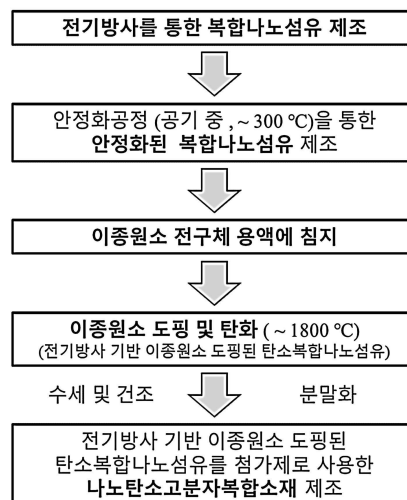 전기방사를 통한 복합나노섬유 제조
안정화공정 (공기 중 , ~ 300 ℃)을 통한
안정화된 복합나노섬유 제조
이종원소 전구체 용액에 침지
이종원소 도핑 및 탄화 ( ~ 1800 ℃)
(전기방사 기반 이종원소 도핑된 탄소복합나노섬유)
수세 및 건조 분말화
전기방사 기반 이종원소 도핑된
탄소복합나노섬유를 첨가제로 사용한
나노탄소고분자복합소재 제조